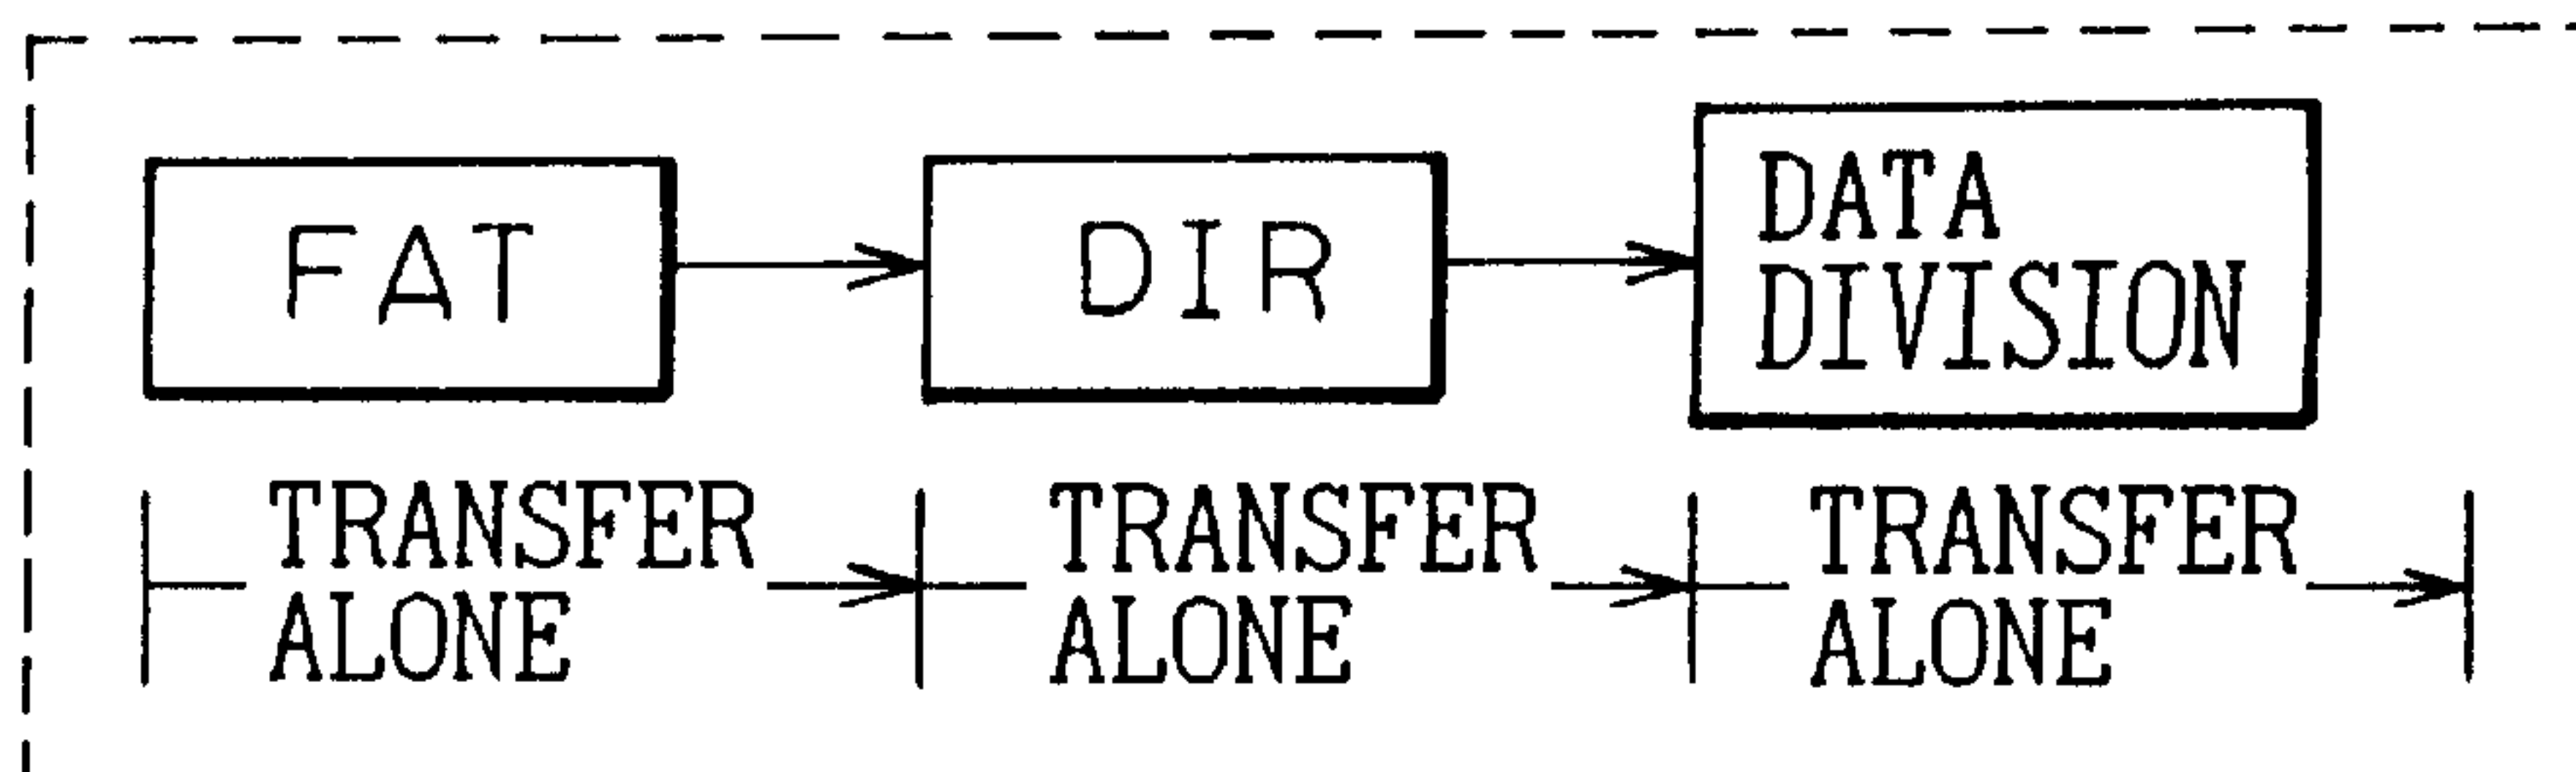 FAT
DIR
DATA
DIVISION
TRANSFER
ALONE
TRANSFER
ALONE
TRANSFER
ALONE